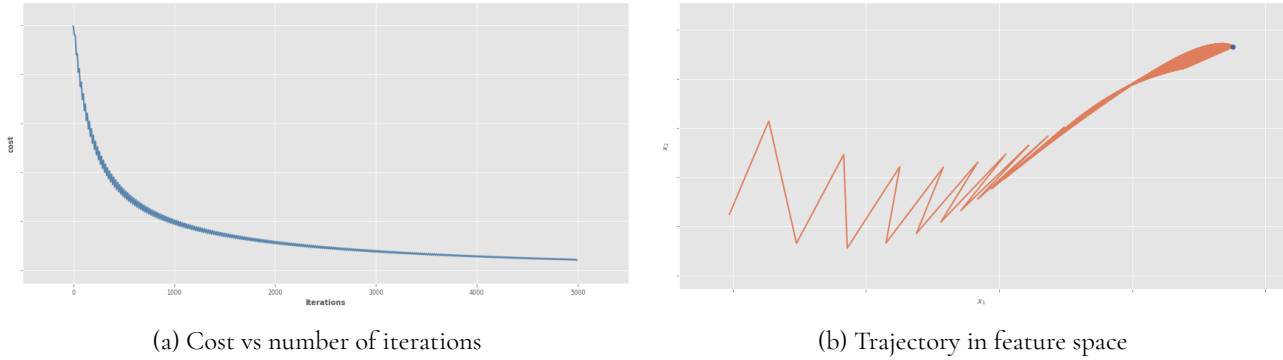 cost
0
1000
2000
3000
4000
5000
iterations
(a) Cost vs number of iterations
x₂
x₁
(b) Trajectory in feature space